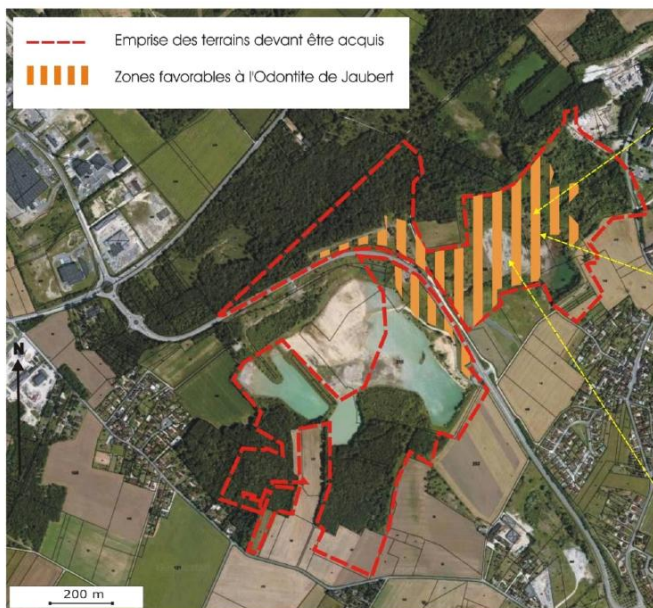 Emprise des terrains devant être acquis
Zones favorables à l'Odontite de Jaubert
N
200 m